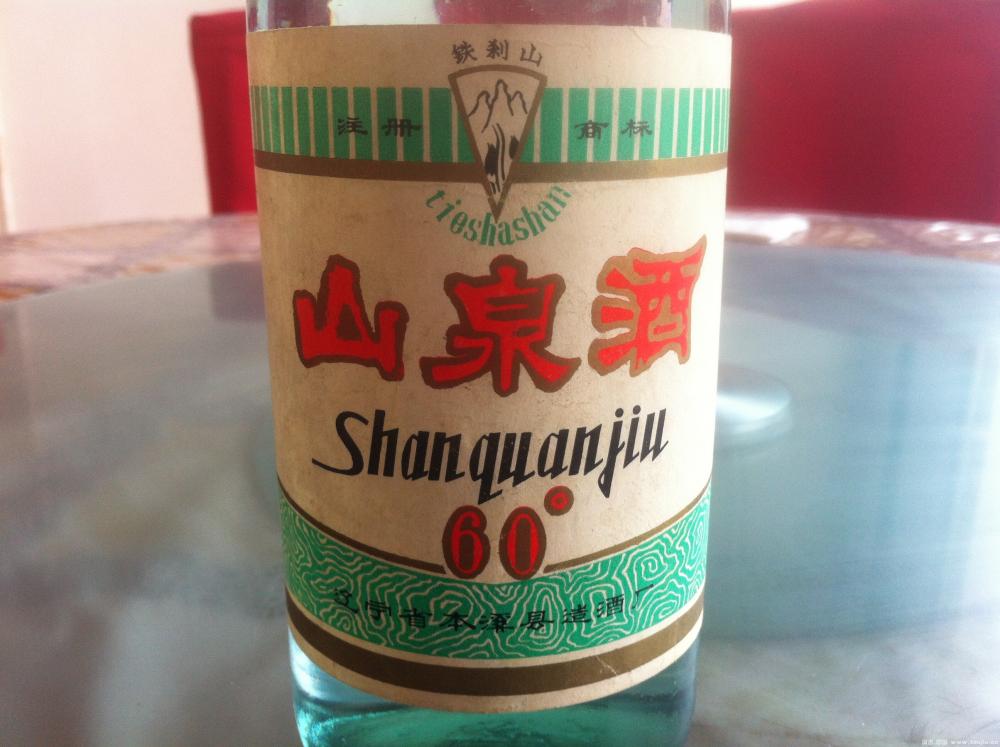 铁刹山
注册 商标
tieshashan
山泉酒
Shanquanjiu
60°
辽宁省本溪县造酒厂